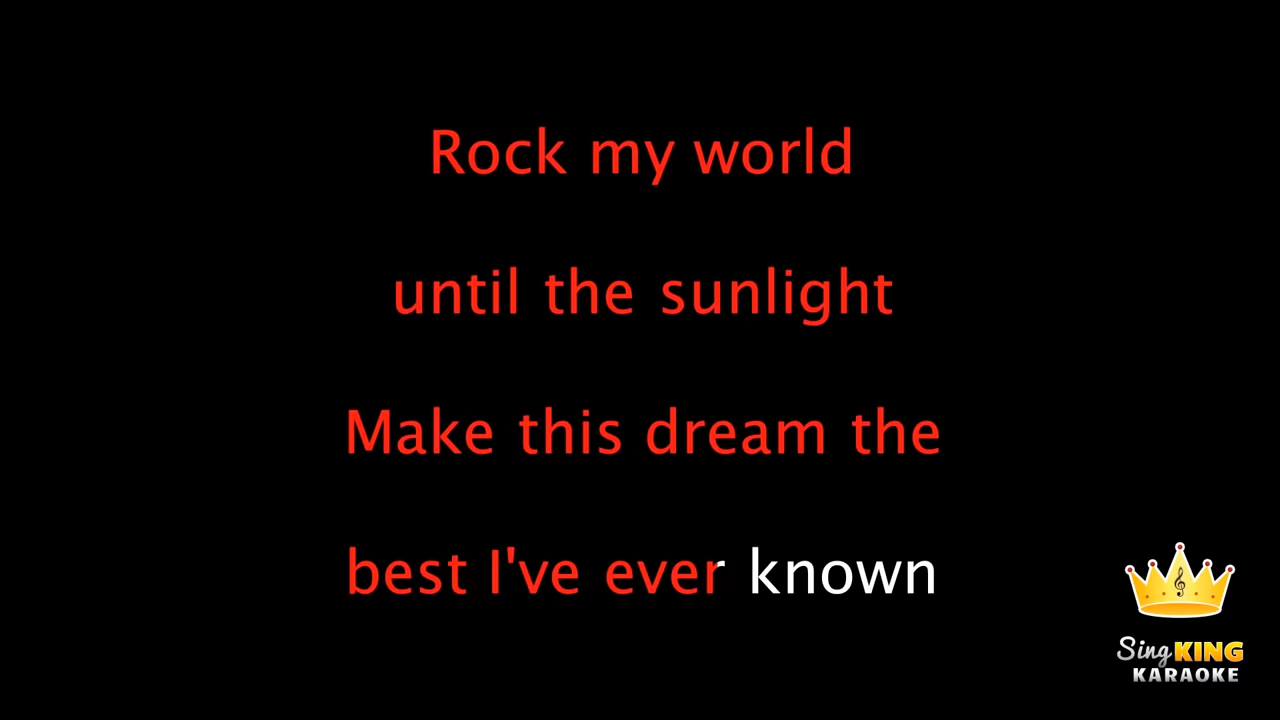 Rock my world
until the sunlight
Make this dream the
best I've ever known
Sing KING
KARAOKE